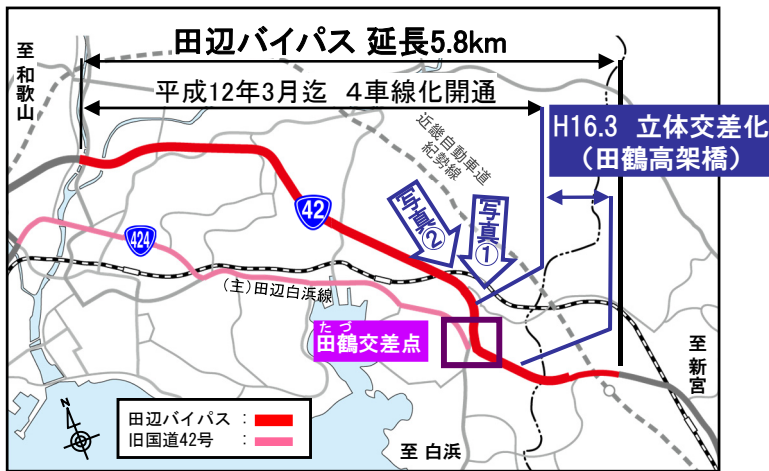 田辺バイパス 延長5.8km
平成12年3月迄 4車線化開通
至 和歌山
近畿自動車道
紀勢線
H16.3 立体交差化
（田鶴高架橋）
42
写真②
写真①
424
(主)田辺白浜線
たづ
田鶴交差点
至 新宮
田辺バイパス ：
旧国道42号 ：
至 白浜
N